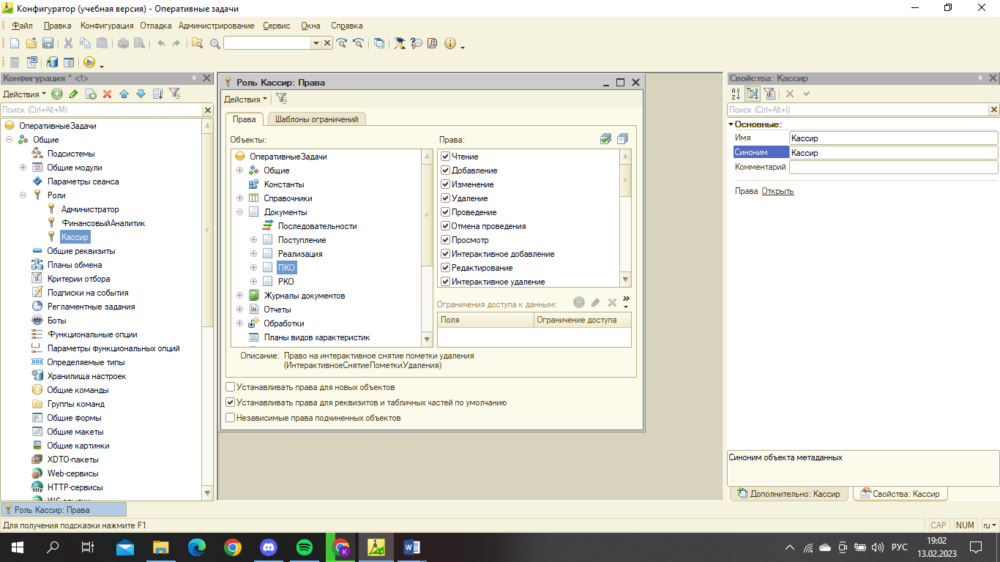 Конфигуратор (учебная версия) - Оперативные задачи
Файл Правка Конфигурация Отладка Администрирование Сервис Окна Справка
Конфигурация * <!>
Действия
Поиск (Ctrl+Alt+M)
ОперативныеЗадачи
Общие
Подсистемы
Общие модули
Параметры сеанса
Роли
Администратор
ФинансовыйАналитик
Кассир
Общие реквизиты
Планы обмена
Критерии отбора
Подписки на события
Регламентные задания
Боты
Функциональные опции
Параметры функциональных опций
Определяемые типы
Хранилища настроек
Общие команды
Группы команд
Общие формы
Общие макеты
Общие картинки
XDTO-пакеты
Web-сервисы
HTTP-сервисы
Роль Кассир: Права
Действия
Права Шаблоны ограничений
Объекты:
ОперативныеЗадачи
Общие
Константы
Справочники
Документы
Последовательности
Поступление
Реализация
ПКО
РКО
Журналы документов
Отчеты
Обработки
Планы видов характеристик
Права:
Чтение
Добавление
Изменение
Удаление
Проведение
Отмена проведения
Просмотр
Интерактивное добавление
Редактирование
Интерактивное удаление
Ограничения доступа к данным:
Поля Ограничение доступа
Описание: Право на интерактивное снятие пометки удаления
(ИнтерактивноеСнятиеПометкиУдаления)
Устанавливать права для новых объектов
Устанавливать права для реквизитов и табличных частей по умолчанию
Независимые права подчиненных объектов
Свойства: Кассир
Поиск (Ctrl+Alt+I)
Основные:
Имя Кассир
Синоним Кассир
Комментарий
Права Открыть
Синоним объекта метаданных
Дополнительно: Кассир Свойства: Кассир
Роль Кассир: Права
Для получения подсказки нажмите F1
CAP NUM ru
РУС
19:02
13.02.2023